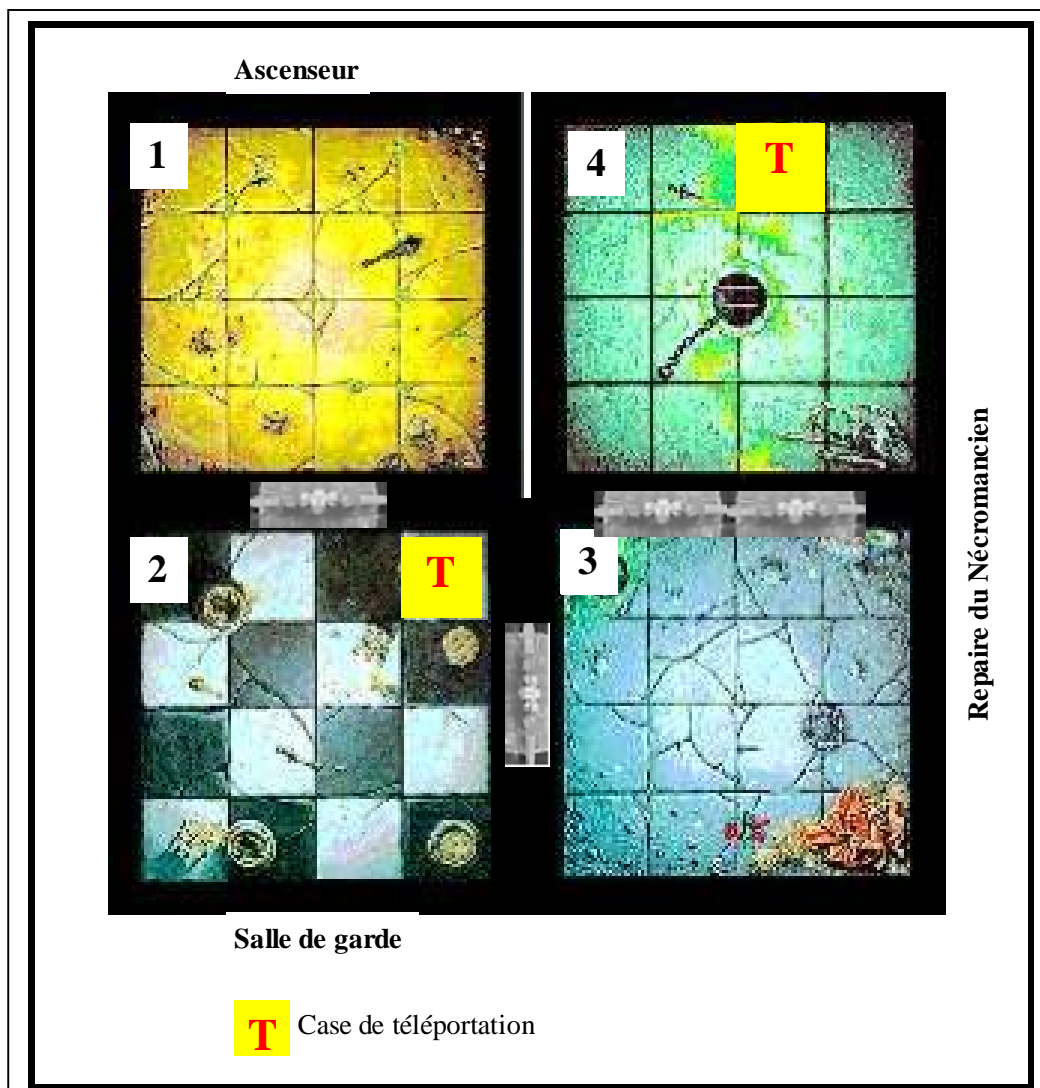 Ascenseur
1
4
T
2
T
3
Repaire du Nécromancien
Salle de garde
T Case de téléportation